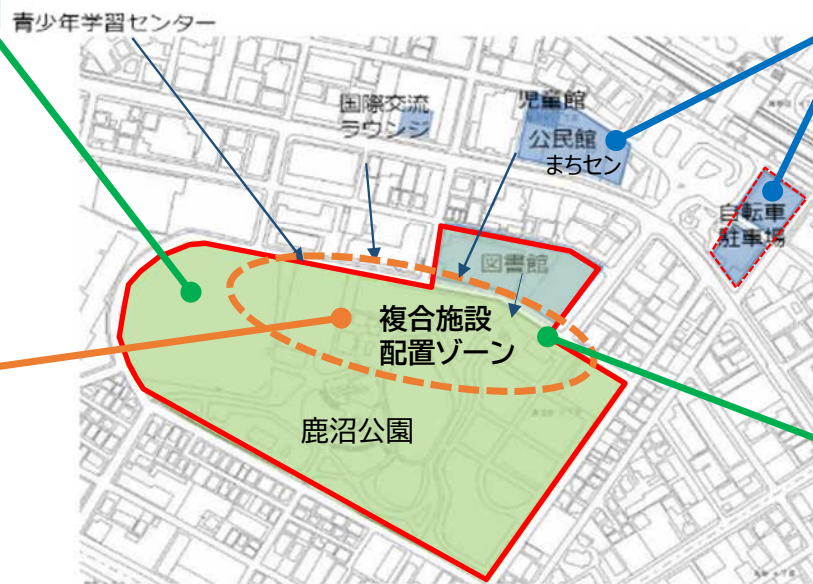 青少年学習センター
国際交流
ラウンジ
児童館
公民館
まちセン
自転車
駐車場
図書館
複合施設
配置ゾーン
鹿沼公園